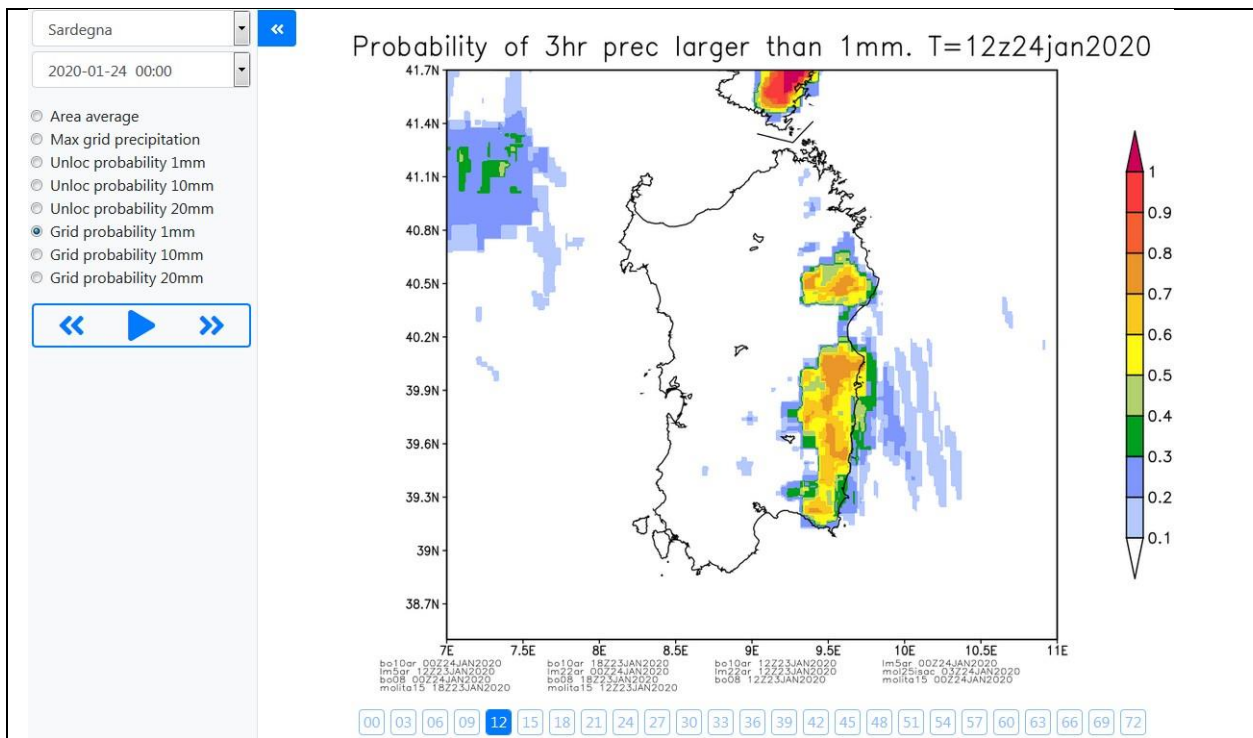 Sardegna
«
2020-01-24 00:00
Area average
Max grid precipitation
Unloc probability 1mm
Unloc probability 10mm
Unloc probability 20mm
Grid probability 1mm
Grid probability 10mm
Grid probability 20mm
Probability of 3hr prec larger than 1mm. T=12z24jan2020
41.7N
41.4N
41.1N
40.8N
40.5N
40.2N
39.9N
39.6N
39.3N
39N
38.7N
7E 7.5E 8E 8.5E 9E 9.5E 10E 10.5E 11E
1
0.9
0.8
0.7
0.6
0.5
0.4
0.3
0.2
0.1
bo10ar 00Z24JAN2020 bo10ar 18Z23JAN2020 bo10ar 12Z23JAN2020 lm5ar 00Z24JAN2020
lm5ar 12Z23JAN2020 lm22ar 00Z24JAN2020 lm22ar 12Z23JAN2020 mol25isac 03Z24JAN2020
bo08 00Z24JAN2020 bo08 18Z23JAN2020 bo08 12Z23JAN2020 molita15 00Z24JAN2020
molita15 18Z23JAN2020 molita15 12Z23JAN2020
00 03 06 09 12 15 18 21 24 27 30 33 36 39 42 45 48 51 54 57 60 63 66 69 72